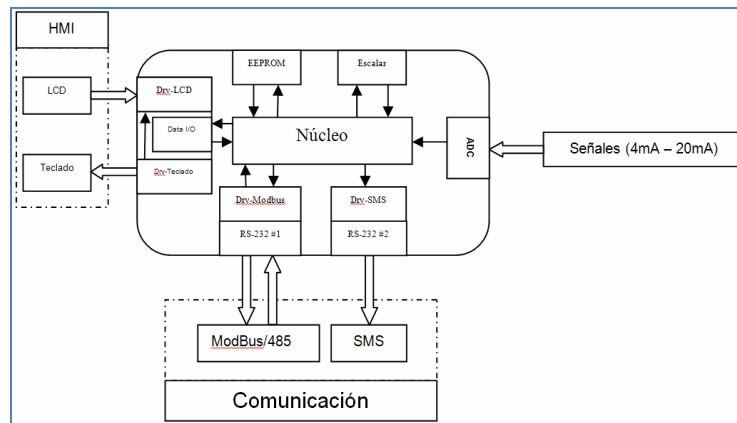 HMI
LCD
Teclado
EEPROM
Escalar
Drv-LCD
Data I/O
Drv-Teclado
Núcleo
ADC
Señales (4mA – 20mA)
Drv-Modbus
RS-232 #1
Drv-SMS
RS-232 #2
ModBus/485
SMS
Comunicación